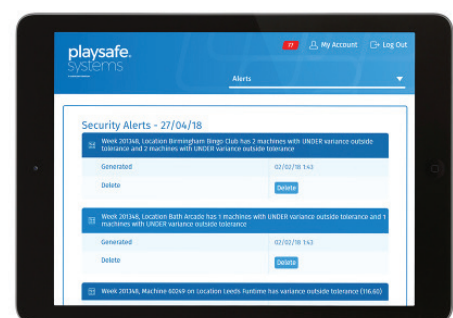 playsafe.
systems
77
My Account
Log Out
Alerts
Security Alerts - 27/04/18
Week 201348, Location Birmingham Bingo Club has 2 machines with UNDER variance outside
tolerance and 2 machines with UNDER variance outside tolerance
Generated 02/02/18 1:43
Delete Delete
Week 201348, Location Bath Arcade has 1 machines with UNDER variance outside tolerance and 1
machines with UNDER variance outside tolerance
Generated 02/02/18 1:43
Delete Delete
Week 201348, Machine 60249 on Location Leeds Funtime has variance outside tolerance (116.60)